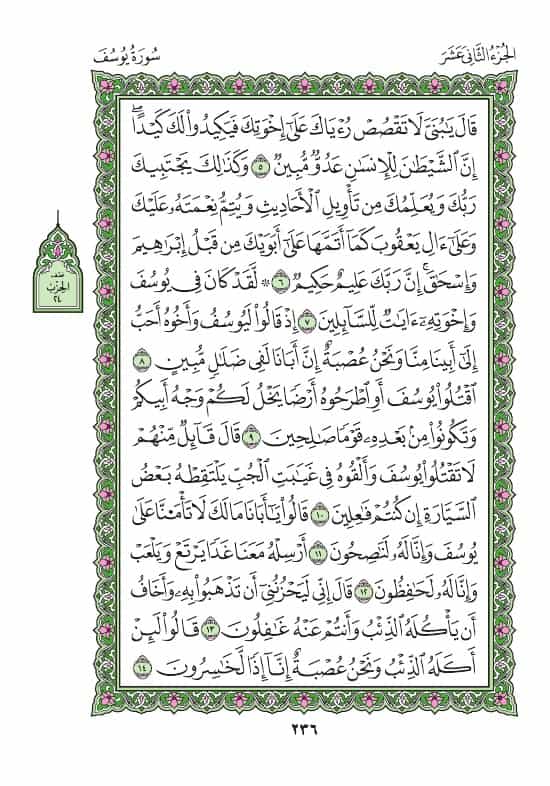 الجزء الثاني عشر
سورة يوسف
قَالَ يَٰبُنَيَّ لَا تَقْصُصْ رُءْيَاكَ عَلَىٰٓ إِخْوَتِكَ فَيَكِيدُوا۟ لَكَ كَيْدًا ۖ
إِنَّ ٱلشَّيْطَٰنَ لِلْإِنسَٰنِ عَدُوٌّ مُّبِينٌ ٥ وَكَذَٰلِكَ يَجْتَبِيكَ
رَبُّكَ وَيُعَلِّمُكَ مِن تَأْوِيلِ ٱلْأَحَادِيثِ وَيُتِمُّ نِعْمَتَهُۥ عَلَيْكَ
وَعَلَىٰٓ ءَالِ يَعْقُوبَ كَمَآ أَتَمَّهَا عَلَىٰٓ أَبَوَيْكَ مِن قَبْلُ إِبْرَٰهِيمَ
وَإِسْحَٰقَ ۚ إِنَّ رَبَّكَ عَلِيمٌ حَكِيمٌ ٦ ۞ لَّقَدْ كَانَ فِى يُوسُفَ
وَإِخْوَتِهِۦٓ ءَايَٰتٌ لِّلسَّآئِلِينَ ٧ إِذْ قَالُوا۟ لَيُوسُفُ وَأَخُوهُ أَحَبُّ
إِلَىٰٓ أَبِينَا مِنَّا وَنَحْنُ عُصْبَةٌ إِنَّ أَبَانَا لَفِى ضَلَٰلٍ مُّبِينٍ ٨
ٱقْتُلُوا۟ يُوسُفَ أَوِ ٱطْرَحُوهُ أَرْضًا يَخْلُ لَكُمْ وَجْهُ أَبِيكُمْ
وَتَكُونُوا۟ مِنۢ بَعْدِهِۦ قَوْمًا صَٰلِحِينَ ٩ قَالَ قَآئِلٌ مِّنْهُمْ
لَا تَقْتُلُوا۟ يُوسُفَ وَأَلْقُوهُ فِى غَيَٰبَتِ ٱلْجُبِّ يَلْتَقِطْهُ بَعْضُ
ٱلسَّيَّارَةِ إِن كُنتُمْ فَٰعِلِينَ ١٠ قَالُوا۟ يَٰٓأَبَانَا مَا لَكَ لَا تَأْمَ۫نَّا عَلَىٰ
يُوسُفَ وَإِنَّا لَهُۥ لَنَٰصِحُونَ ١١ أَرْسِلْهُ مَعَنَا غَدًا يَرْتَعْ وَيَلْعَبْ
وَإِنَّا لَهُۥ لَحَٰفِظُونَ ١٢ قَالَ إِنِّى لَيَحْزُنُنِىٓ أَن تَذْهَبُوا۟ بِهِۦ وَأَخَافُ
أَن يَأْكُلَهُ ٱلذِّئْبُ وَأَنتُمْ عَنْهُ غَٰفِلُونَ ١٣ قَالُوا۟ لَئِنْ
أَكَلَهُ ٱلذِّئْبُ وَنَحْنُ عُصْبَةٌ إِنَّآ إِذًا لَّخَٰسِرُونَ ١٤
نصف
الحزب
٢٤
٢٣٦